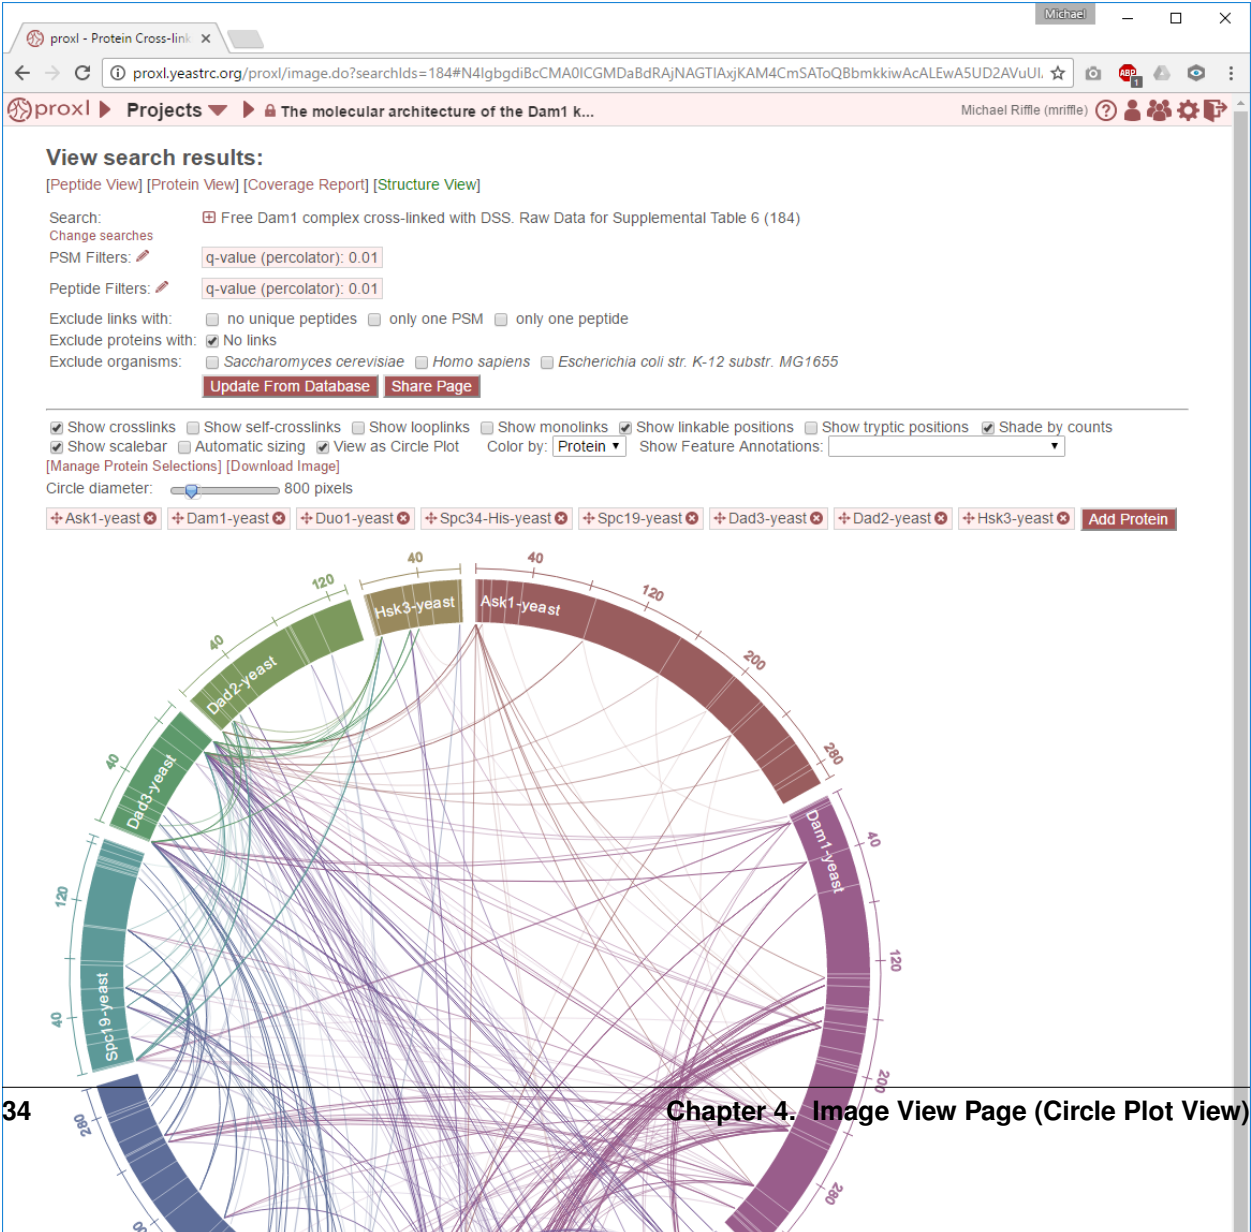 Michael
proxl - Protein Cross-link
proxl.yeastrc.org/proxl/image.do?searchIds=184#
proxl Projects The molecular architecture of the Dam1 k... Michael Riffle (mriffle)
View search results:
[Peptide View] [Protein View] [Coverage Report] [Structure View]
Search: Free Dam1 complex cross-linked with DSS. Raw Data for Supplemental Table 6 (184)
Change searches
PSM Filters: q-value (percolator): 0.01
Peptide Filters: q-value (percolator): 0.01
Exclude links with: no unique peptides only one PSM only one peptide
Exclude proteins with: No links
Exclude organisms: Saccharomyces cerevisiae Homo sapiens Escherichia coli str. K-12 substr. MG1655
Update From Database Share Page
Show crosslinks Show self-crosslinks Show looplinks Show monolinks Show linkable positions Show tryptic positions Shade by counts
Show scalebar Automatic sizing View as Circle Plot Color by: Protein Show Feature Annotations:
[Manage Protein Selections] [Download Image]
Circle diameter: 800 pixels
Ask1-yeast Dam1-yeast Duo1-yeast Spc34-His-yeast Spc19-yeast Dad3-yeast Dad2-yeast Hsk3-yeast Add Protein
40 40
120 120
Hsk3-yeast Ask1-yeast
40 200
Dad2-yeast
40 280
Dad3-yeast
Dam1-yeast 40
120
120
Spc19-yeast
40
200
280
34 Chapter 4. Image View Page (Circle Plot View)
280